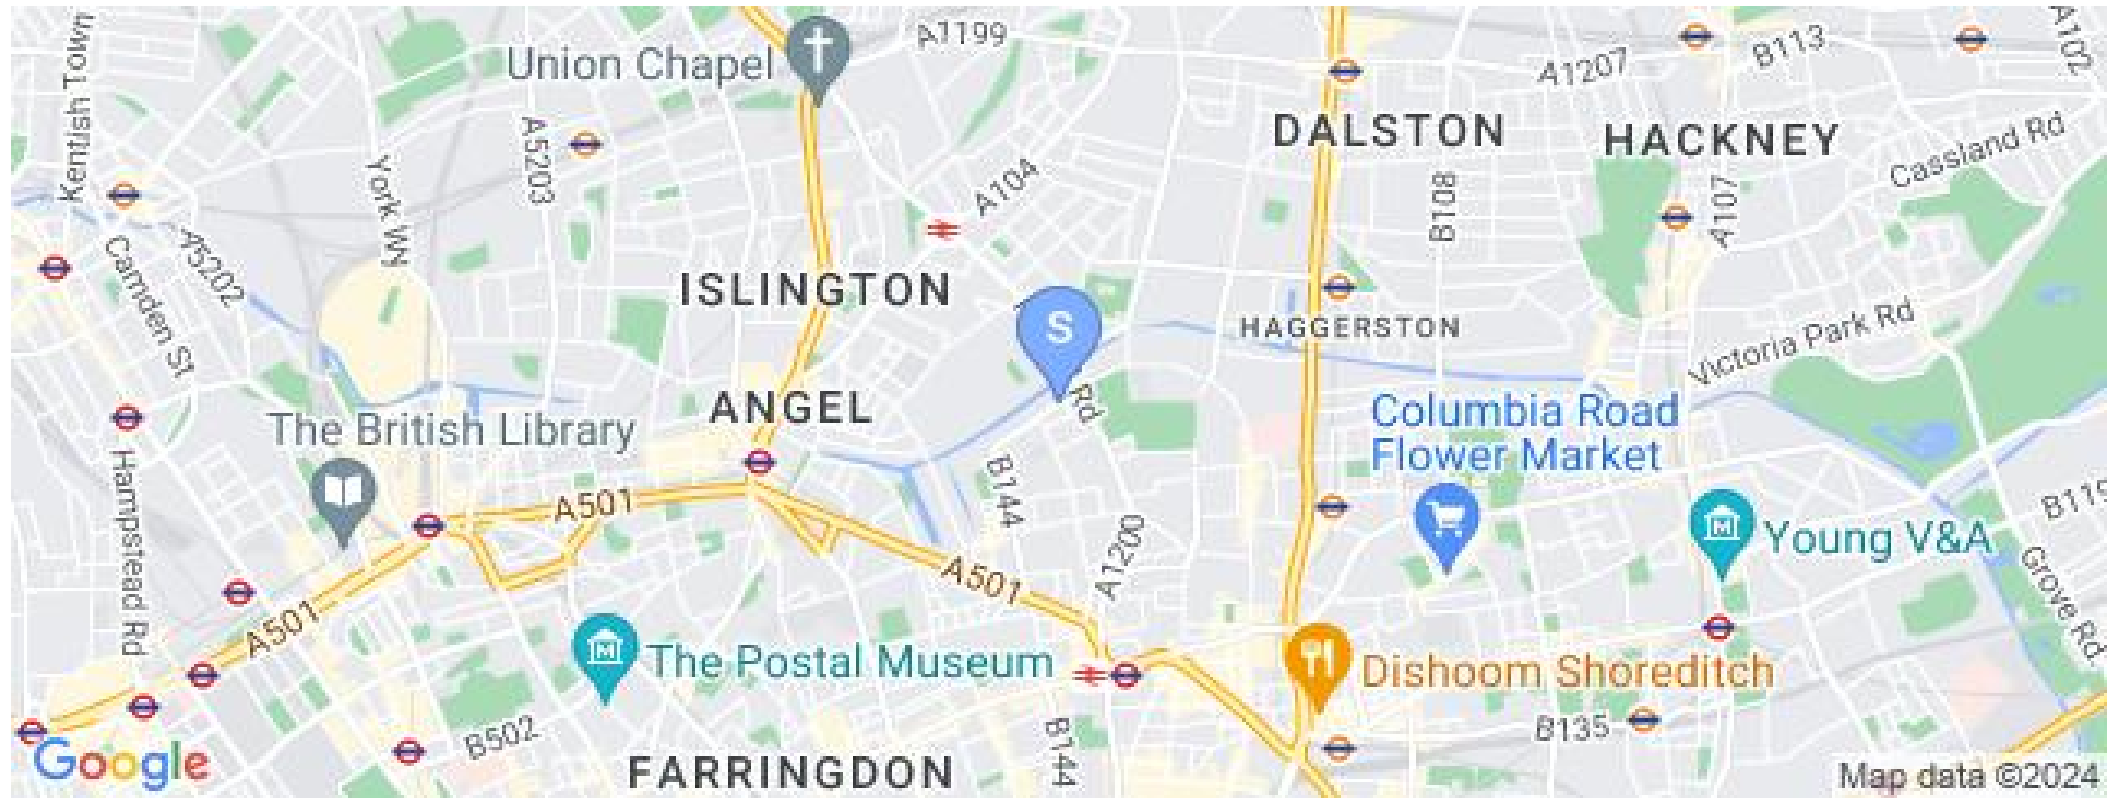 Kentish Town
Union Chapel
A1199
A1207
B113
A102
York Wy
A5203
A104
DALSTON
B108
HACKNEY
A107
Cassland Rd
Camden St
A5202
ISLINGTON
S
HAGGERSTON
Victoria Park Rd
Rd
ANGEL
The British Library
Columbia Road
Flower Market
Hampstead Rd
A501
B144
A1200
A501
Young V&A
B119
Grove Rd
A501
The Postal Museum
Dishoom Shoreditch
B502
B144
B135
Google
FARRINGDON
Map data ©2024